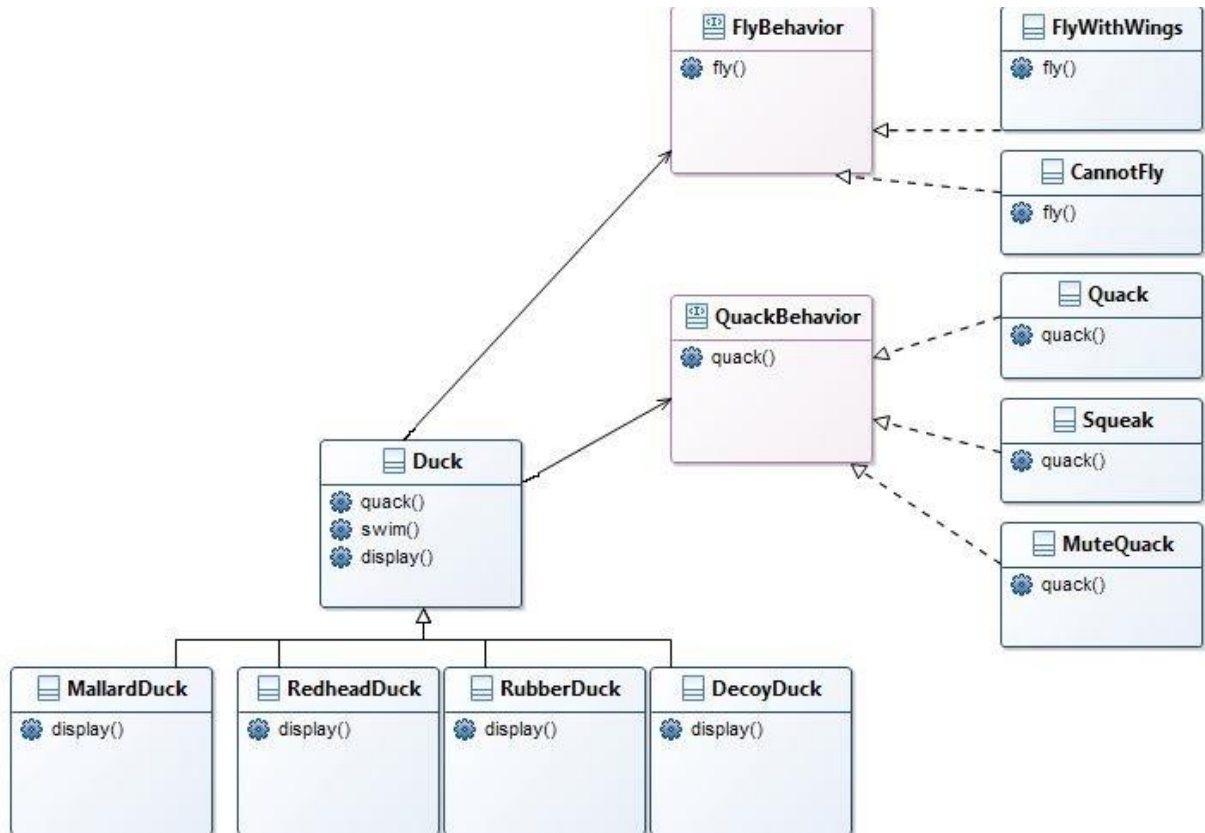 FlyBehavior
fly()
FlyWithWings
fly()
CannotFly
fly()
QuackBehavior
quack()
Quack
quack()
Squeak
quack()
MuteQuack
quack()
Duck
quack()
swim()
display()
MallardDuck
display()
RedheadDuck
display()
RubberDuck
display()
DecoyDuck
display()